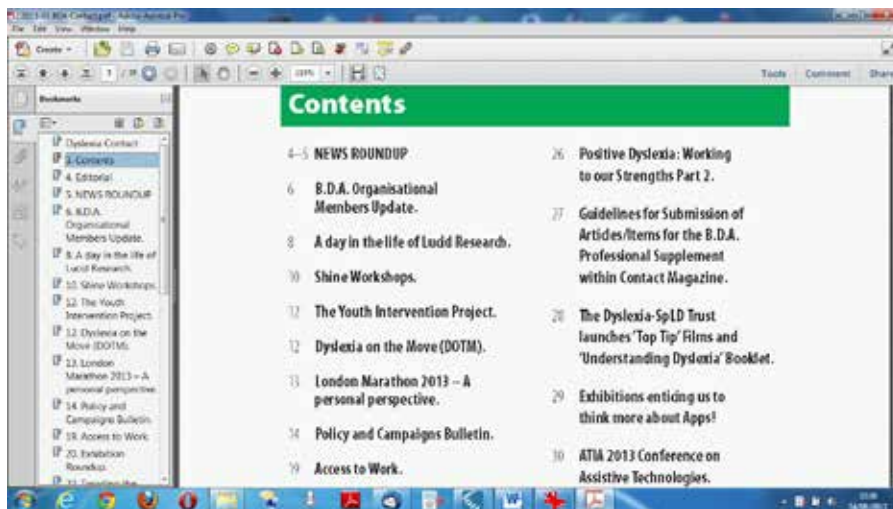 File Edit View Window Help
Create
Tools Comment Share
Bookmarks
Dyslexia Contact
3. Contents
4. Editorial
5. NEWS ROUNDUP
6. B.D.A.
Organisational
Members Update.
8. A day in the life of
Lucid Research.
10. Shine Workshops.
12. The Youth
Intervention Project.
12. Dyslexia on the
Move (DOTM).
13. London
Marathon 2013 – A
personal perspective.
14. Policy and
Campaigns Bulletin.
19. Access to Work.
20. Exhibition
Roundup.
Contents
4–5 NEWS ROUNDUP
6 B.D.A. Organisational
Members Update.
8 A day in the life of Lucid Research.
10 Shine Workshops.
12 The Youth Intervention Project.
12 Dyslexia on the Move (DOTM).
13 London Marathon 2013 – A
personal perspective.
14 Policy and Campaigns Bulletin.
19 Access to Work.
26 Positive Dyslexia: Working
to our Strengths Part 2.
27 Guidelines for Submission of
Articles/Items for the B.D.A.
Professional Supplement
within Contact Magazine.
28 The Dyslexia-SpLD Trust
launches 'Top Tip' Films and
'Understanding Dyslexia' Booklet.
29 Exhibitions enticing us to
think more about Apps!
30 ATIA 2013 Conference on
Assistive Technologies.